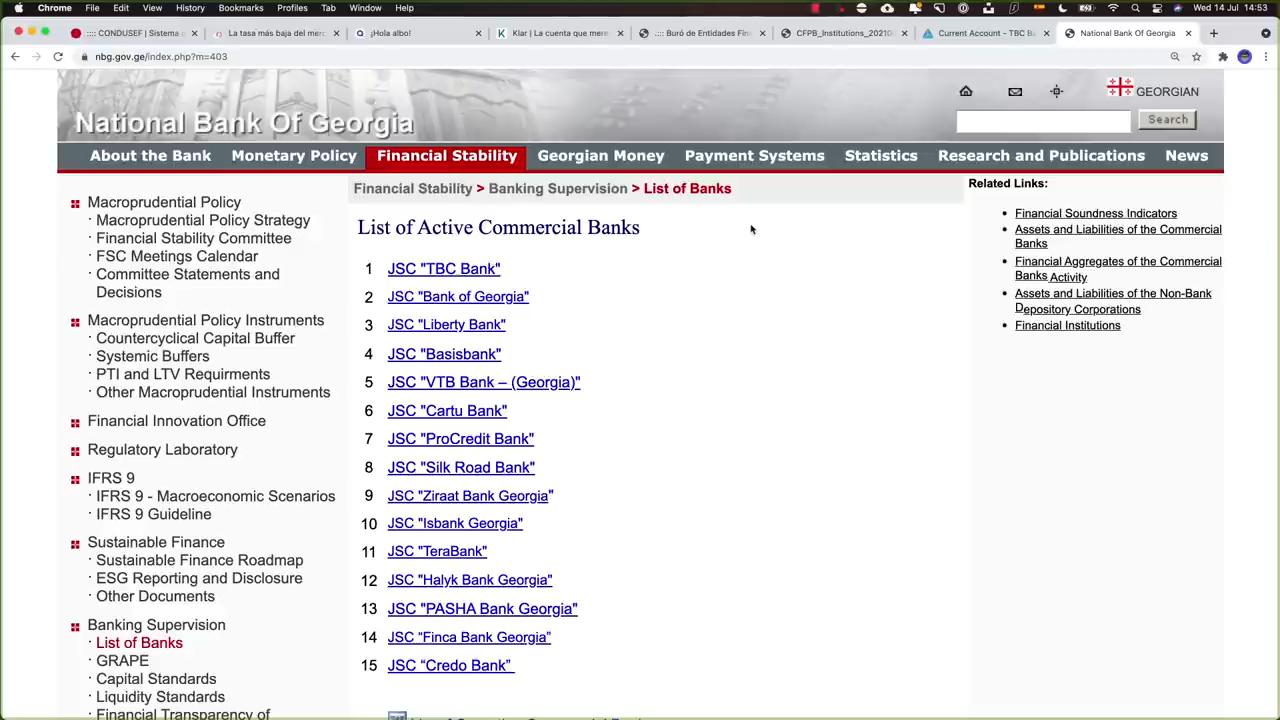 Chrome File Edit View History Bookmarks Profiles Tab Window Help Wed 14 Jul 14:53
:::: CONDUSEF | Sistema La tasa más baja del mer ¡Hola albo! Klar | La cuenta que mere .::: Buró de Entidades Fin CFPB_Institutions_20210 Current Account - TBC Ba National Bank Of Georgia
nbg.gov.ge/index.php?m=403
National Bank Of Georgia
GEORGIAN
Search
About the Bank Monetary Policy Financial Stability Georgian Money Payment Systems Statistics Research and Publications News
Macroprudential Policy
· Macroprudential Policy Strategy
· Financial Stability Committee
· FSC Meetings Calendar
· Committee Statements and
Decisions
Macroprudential Policy Instruments
· Countercyclical Capital Buffer
· Systemic Buffers
· PTI and LTV Requirments
· Other Macroprudential Instruments
Financial Innovation Office
Regulatory Laboratory
IFRS 9
· IFRS 9 - Macroeconomic Scenarios
· IFRS 9 Guideline
Sustainable Finance
· Sustainable Finance Roadmap
· ESG Reporting and Disclosure
· Other Documents
Banking Supervision
· List of Banks
· GRAPE
· Capital Standards
· Liquidity Standards
· Financial Transparency of
Financial Stability > Banking Supervision > List of Banks
List of Active Commercial Banks
1 JSC "TBC Bank"
2 JSC "Bank of Georgia"
3 JSC "Liberty Bank"
4 JSC "Basisbank"
5 JSC "VTB Bank – (Georgia)"
6 JSC "Cartu Bank"
7 JSC "ProCredit Bank"
8 JSC "Silk Road Bank"
9 JSC "Ziraat Bank Georgia"
10 JSC "Isbank Georgia"
11 JSC "TeraBank"
12 JSC "Halyk Bank Georgia"
13 JSC "PASHA Bank Georgia"
14 JSC “Finca Bank Georgia”
15 JSC “Credo Bank”
Related Links:
• Financial Soundness Indicators
• Assets and Liabilities of the Commercial
Banks
• Financial Aggregates of the Commercial
Banks Activity
• Assets and Liabilities of the Non-Bank
Depository Corporations
• Financial Institutions